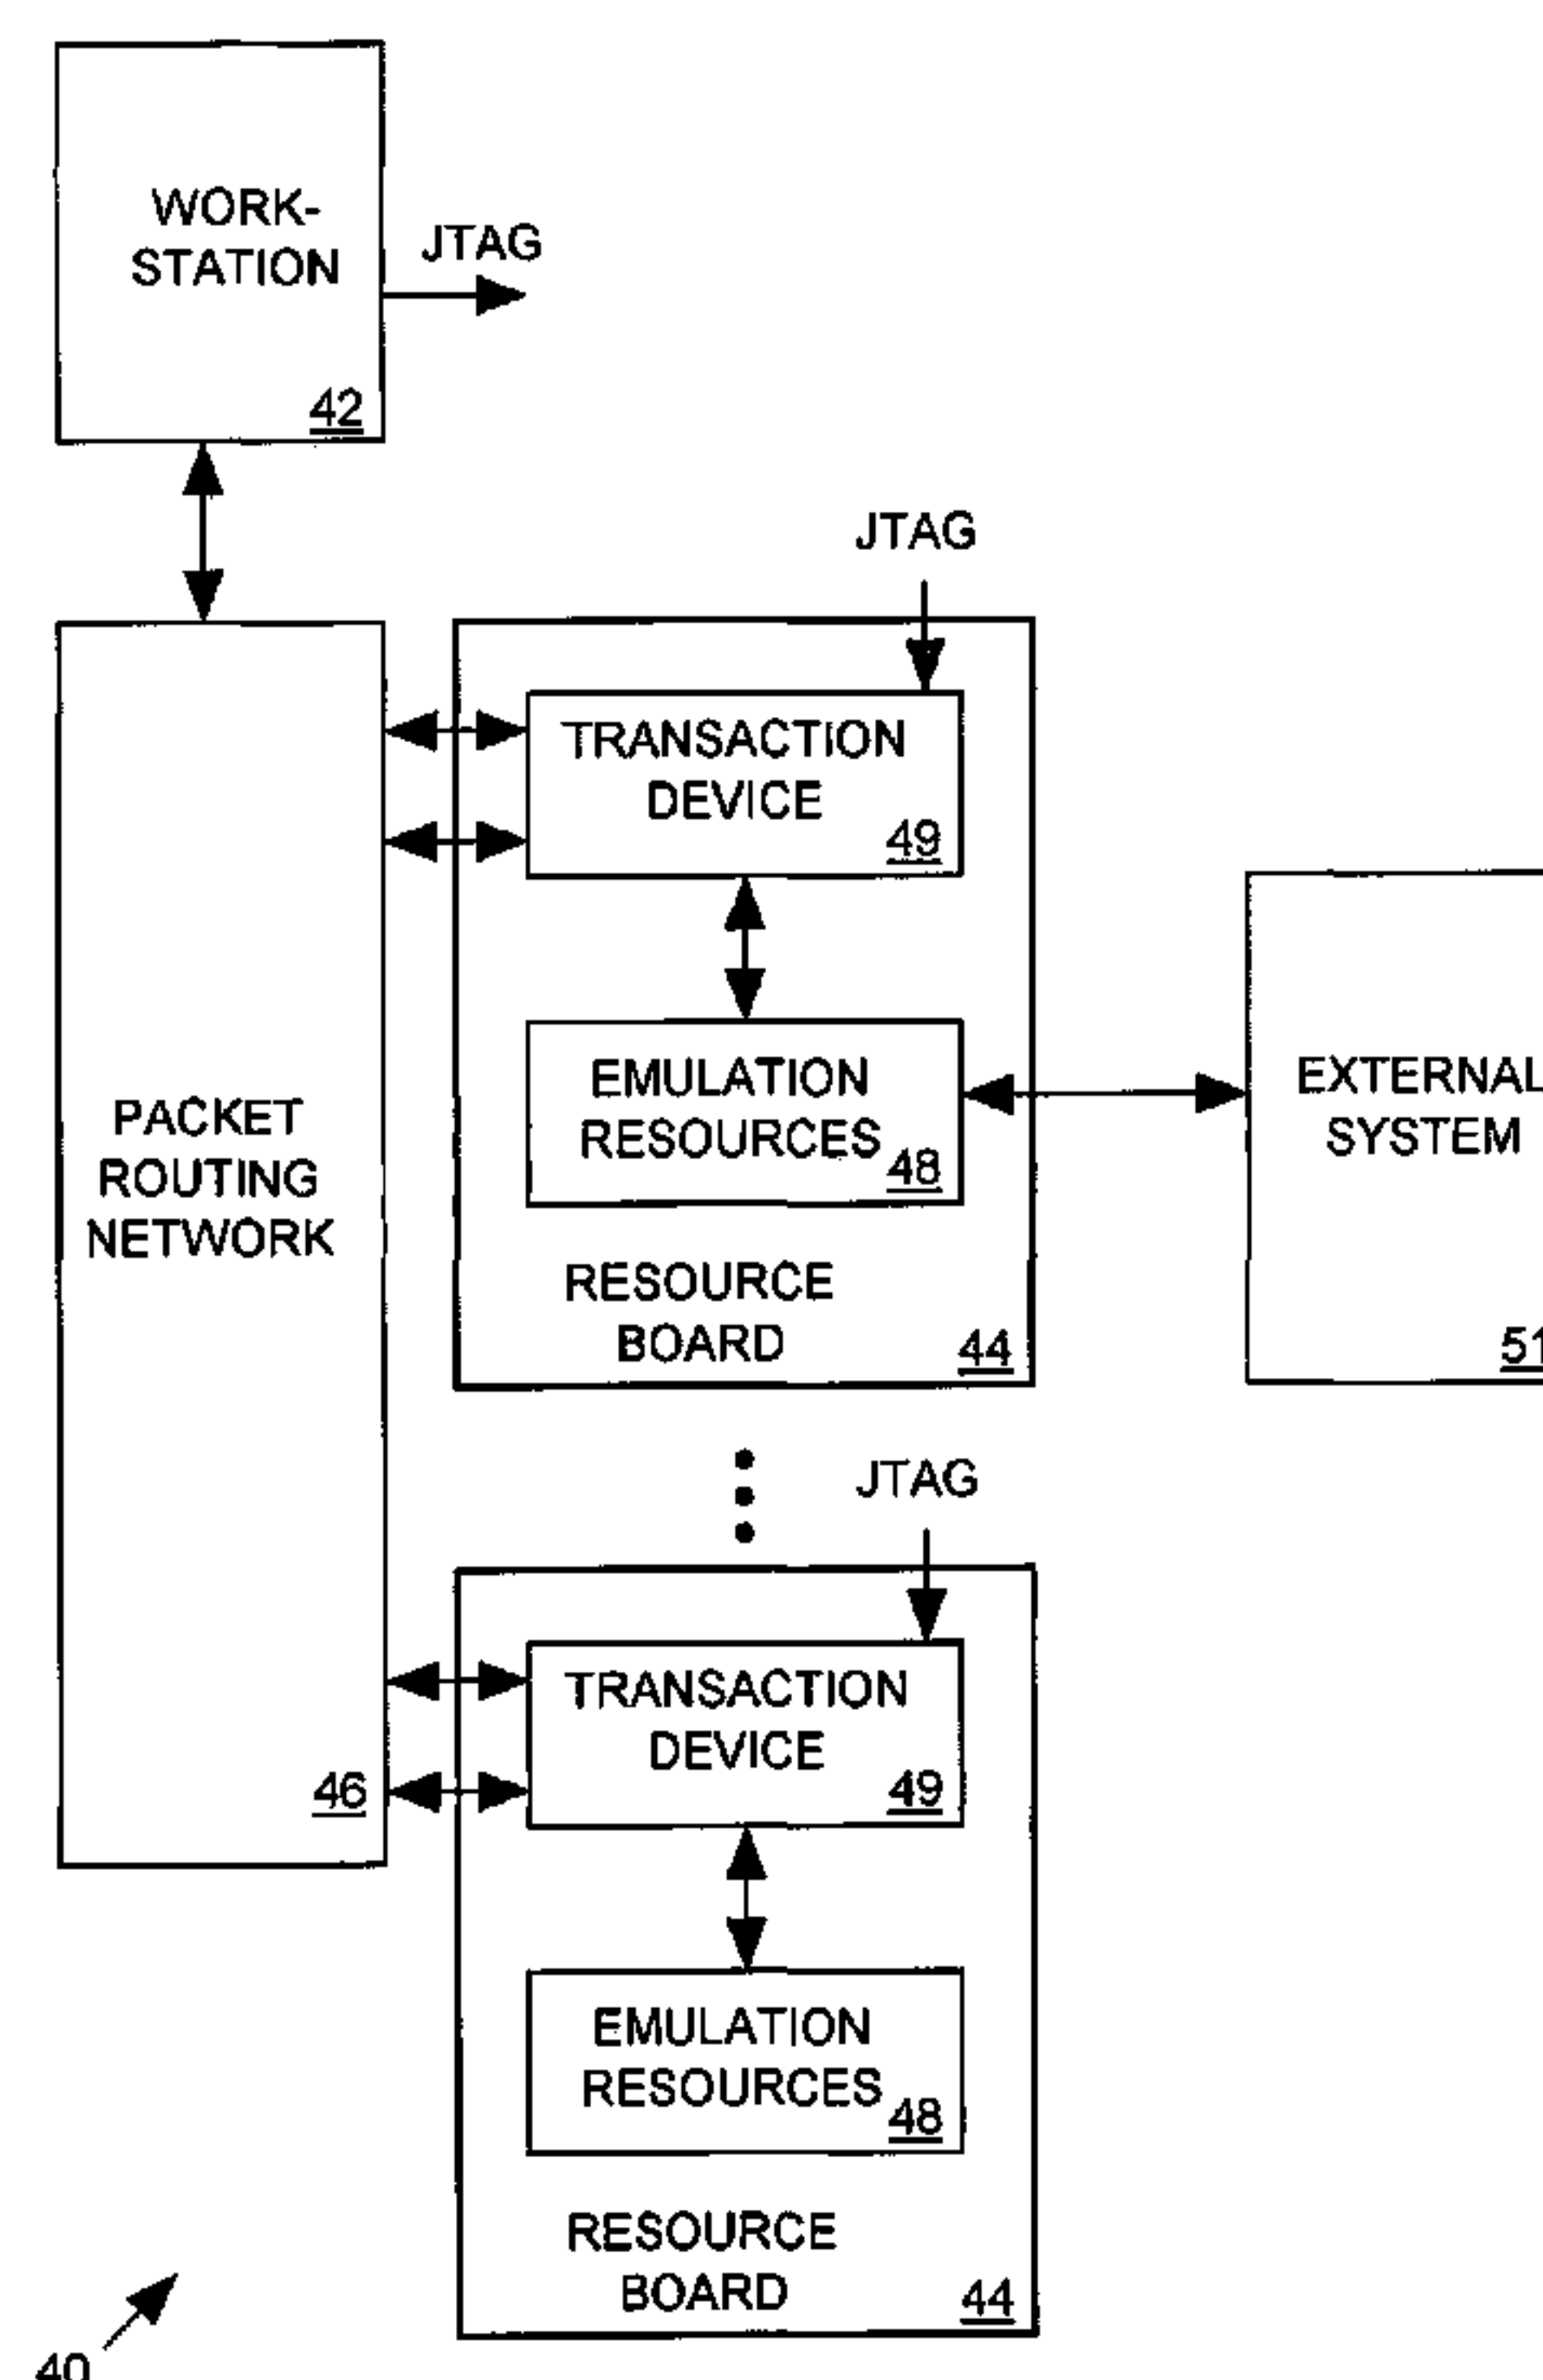 WORK-
STATION
42
JTAG
JTAG
TRANSACTION
DEVICE
49
EMULATION
RESOURCES
48
RESOURCE
BOARD
44
EXTERNAL
SYSTEM
51
PACKET
ROUTING
NETWORK
46
JTAG
TRANSACTION
DEVICE
49
EMULATION
RESOURCES
48
RESOURCE
BOARD
44
40